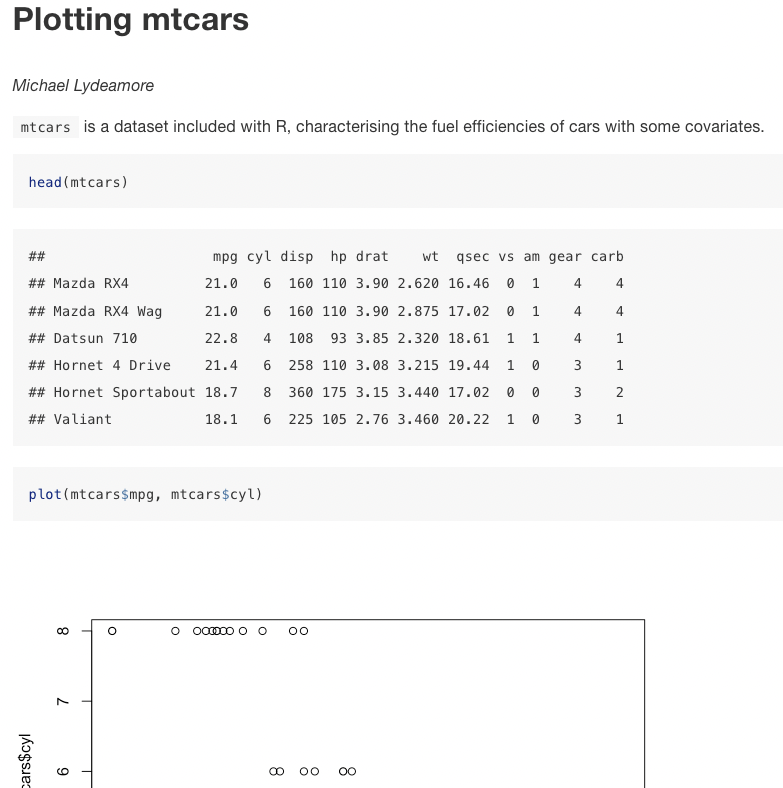 Plotting mtcars
Michael Lydeamore
mtcars is a dataset included with R, characterising the fuel efficiencies of cars with some covariates.
head(mtcars)
##                    mpg cyl disp  hp drat    wt  qsec vs am gear carb
## Mazda RX4         21.0   6  160 110 3.90 2.620 16.46  0  1    4    4
## Mazda RX4 Wag     21.0   6  160 110 3.90 2.875 17.02  0  1    4    4
## Datsun 710        22.8   4  108  93 3.85 2.320 18.61  1  1    4    1
## Hornet 4 Drive    21.4   6  258 110 3.08 3.215 19.44  1  0    3    1
## Hornet Sportabout 18.7   8  360 175 3.15 3.440 17.02  0  0    3    2
## Valiant           18.1   6  225 105 2.76 3.460 20.22  1  0    3    1
plot(mtcars$mpg, mtcars$cyl)
8
7
6
cars$cyl